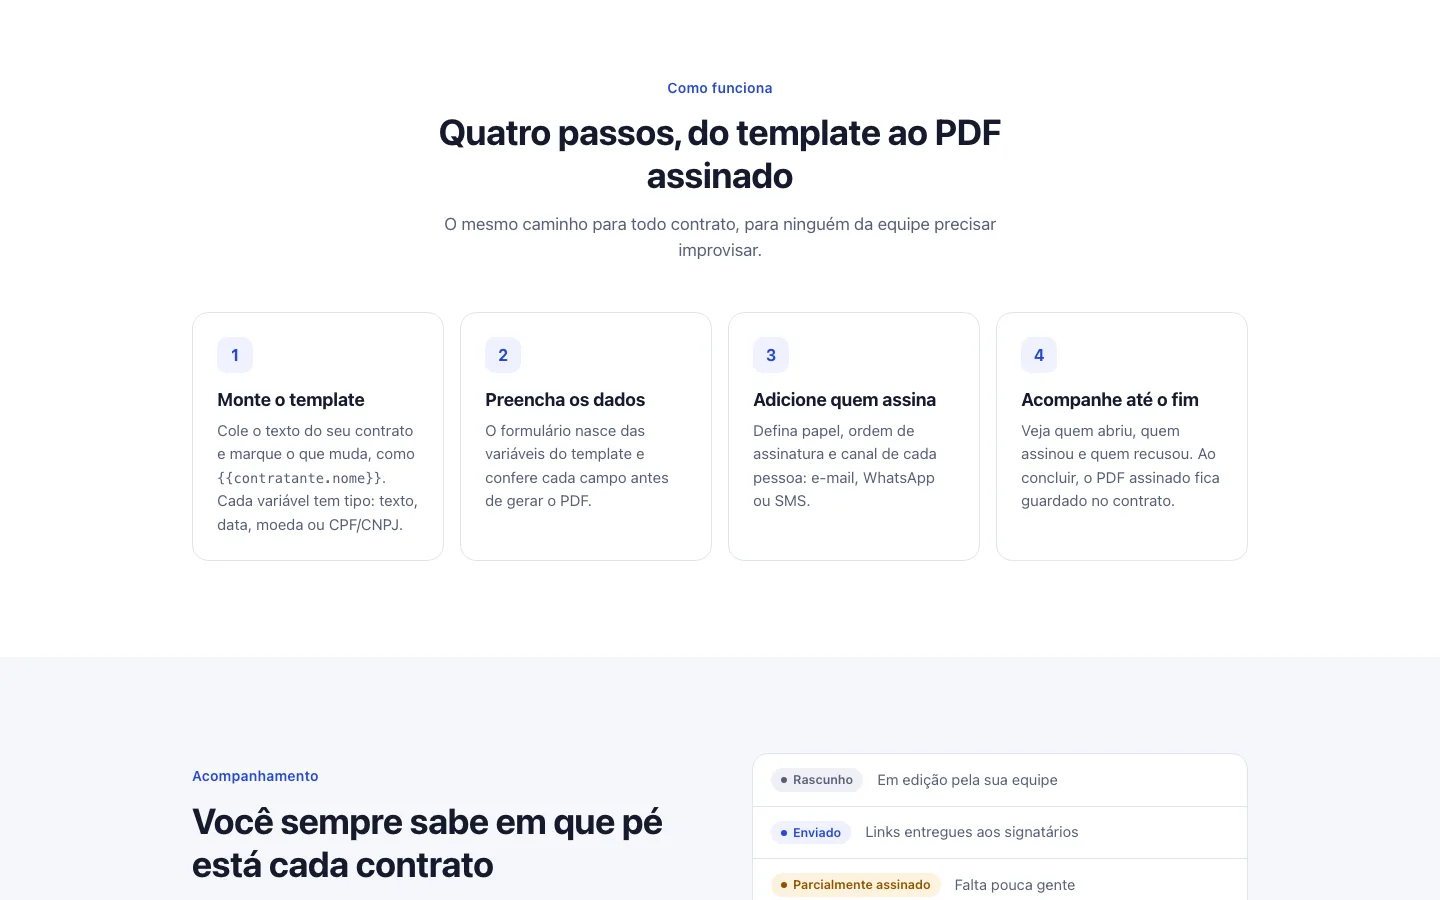 Como funciona
Quatro passos, do template ao PDF
assinado
O mesmo caminho para todo contrato, para ninguém da equipe precisar
improvisar.
1
Monte o template
Cole o texto do seu contrato
e marque o que muda, como
{{contratante.nome}}.
Cada variável tem tipo: texto,
data, moeda ou CPF/CNPJ.
2
Preencha os dados
O formulário nasce das
variáveis do template e
confere cada campo antes
de gerar o PDF.
3
Adicione quem assina
Defina papel, ordem de
assinatura e canal de cada
pessoa: e-mail, WhatsApp
ou SMS.
4
Acompanhe até o fim
Veja quem abriu, quem
assinou e quem recusou. Ao
concluir, o PDF assinado fica
guardado no contrato.
Acompanhamento
Você sempre sabe em que pé
está cada contrato
Rascunho Em edição pela sua equipe
Enviado Links entregues aos signatários
Parcialmente assinado Falta pouca gente